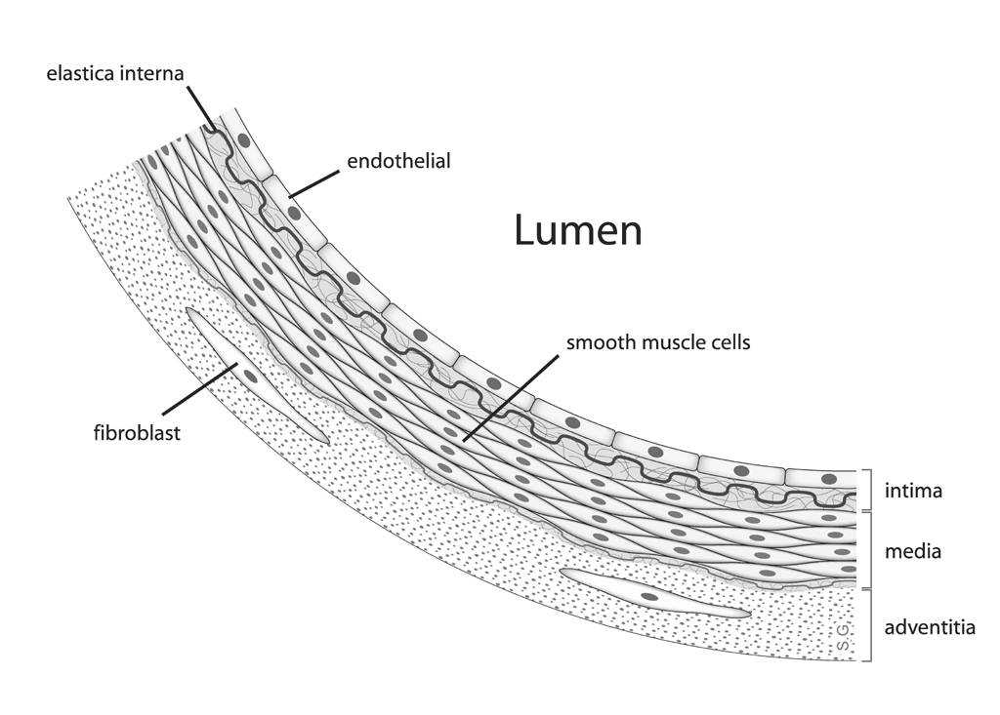 elastica interna
endothelial
Lumen
smooth muscle cells
fibroblast
intima
media
adventitia
S.G.